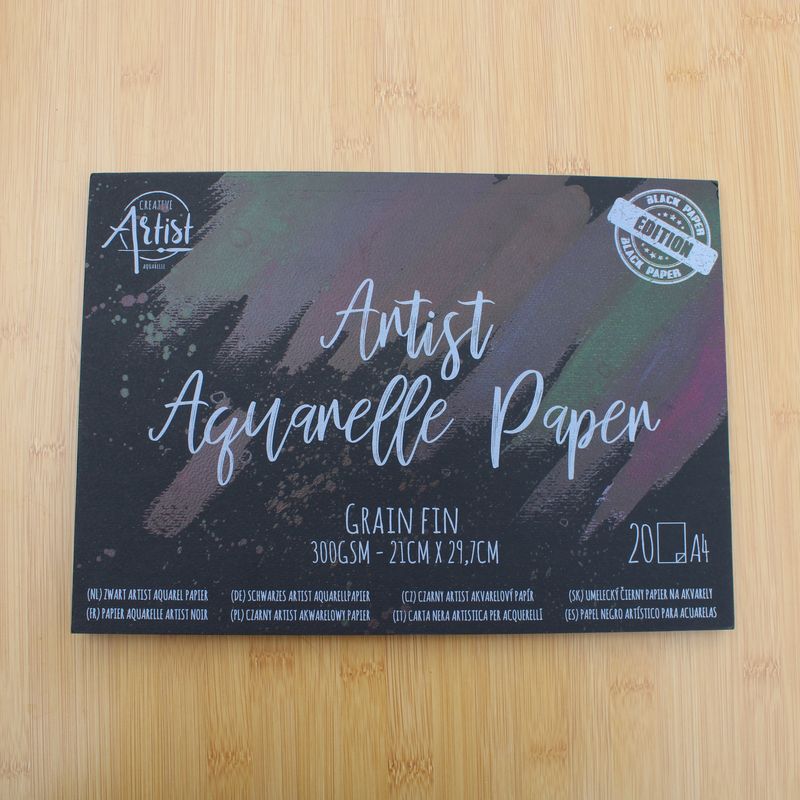 CREATIVE
Artist
AQUARELLE
BLACK PAPER
EDITION
BLACK PAPER
Artist
Aquarelle Paper
GRAIN FIN
300GSM - 21CM X 29,7CM
20 A4
(NL) ZWART ARTIST AQUAREL PAPIER
(DE) SCHWARZES ARTIST AQUARELLPAPIER
(CZ) CZARNY ARTIST AKVARELOVÝ PAPÍR
(SK) UMELECKÝ ČIERNY PAPIER NA AKVARELY
(FR) PAPIER AQUARELLE ARTIST NOIR
(PL) CZARNY ARTIST AKWARELOWY PAPIER
(IT) CARTA NERA ARTISTICA PER ACQUERELLI
(ES) PAPEL NEGRO ARTÍSTICO PARA ACUARELAS